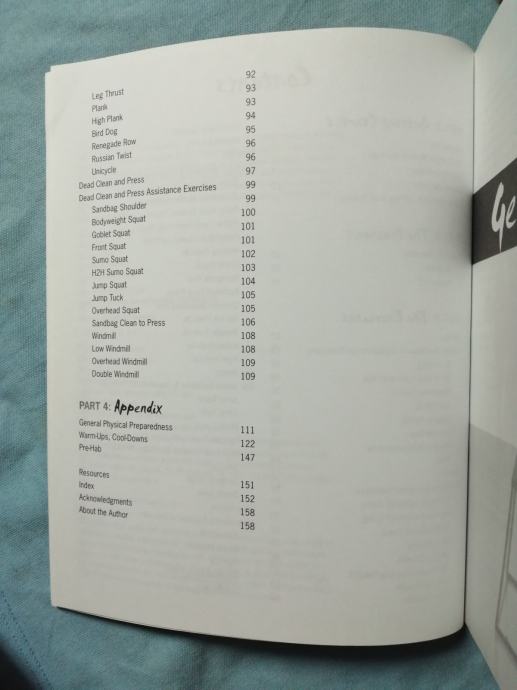 Leg Thrust 92
Plank 93
High Plank 93
Bird Dog 94
Renegade Row 95
Russian Twist 96
Unicycle 96
Dead Clean and Press 97
Dead Clean and Press Assistance Exercises 99
Sandbag Shoulder 99
Bodyweight Squat 100
Goblet Squat 101
Front Squat 101
Sumo Squat 102
H2H Sumo Squat 103
Jump Squat 104
Jump Tuck 105
Overhead Squat 105
Sandbag Clean to Press 106
Windmill 108
Low Windmill 108
Overhead Windmill 109
Double Windmill 109
PART 4: Appendix
General Physical Preparedness 111
Warm-Ups, Cool-Downs 122
Pre-Hab 147
Resources 151
Index 152
Acknowledgments 158
About the Author 158